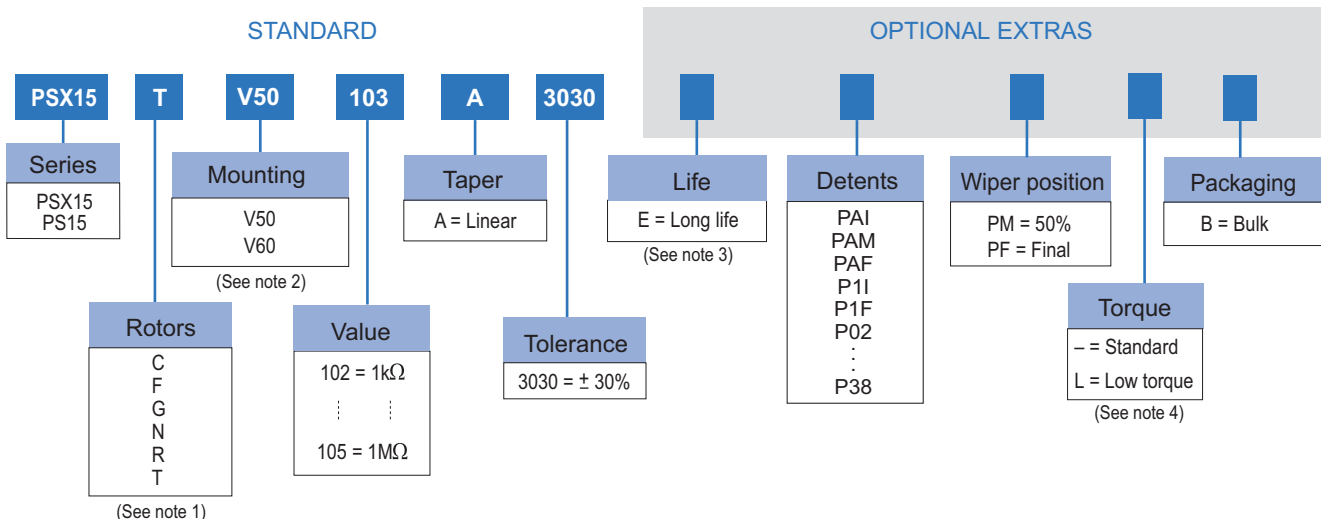 STANDARD
OPTIONAL EXTRAS
PSX15 T V50 103 A 3030
Series
PSX15
PS15
Mounting
V50
V60
(See note 2)
Taper
A = Linear
Life
E = Long life
(See note 3)
Detents
PAI
PAM
PAF
P1I
P1F
P02
⋮
P38
Wiper position
PM = 50%
PF = Final
Packaging
B = Bulk
Rotors
C
F
G
N
R
T
(See note 1)
Value
102 = 1kΩ
105 = 1MΩ
Tolerance
3030 = ± 30%
Torque
– = Standard
L = Low torque
(See note 4)